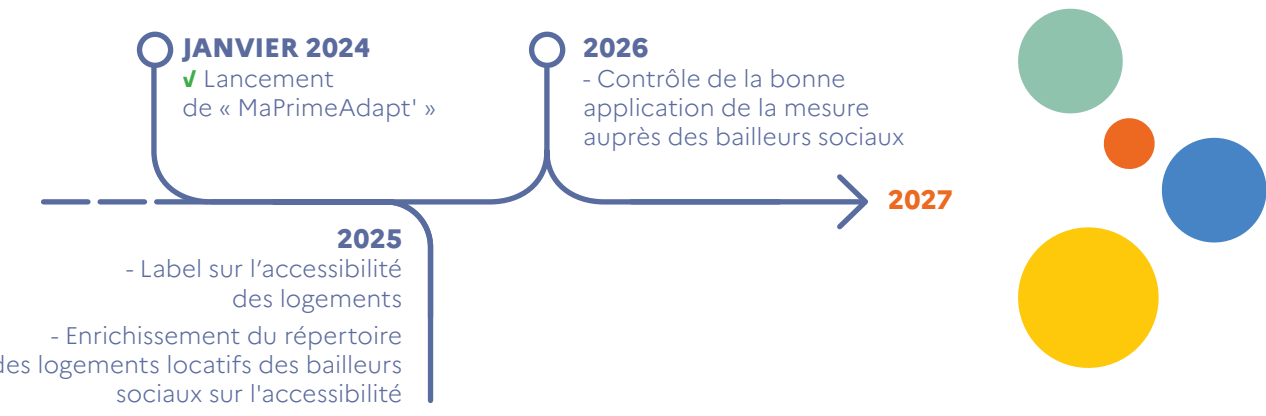 JANVIER 2024
√ Lancement
de « MaPrimeAdapt' »
2026
- Contrôle de la bonne
application de la mesure
auprès des bailleurs sociaux
2027
2025
- Label sur l’accessibilité
des logements
- Enrichissement du répertoire
des logements locatifs des bailleurs
sociaux sur l'accessibilité